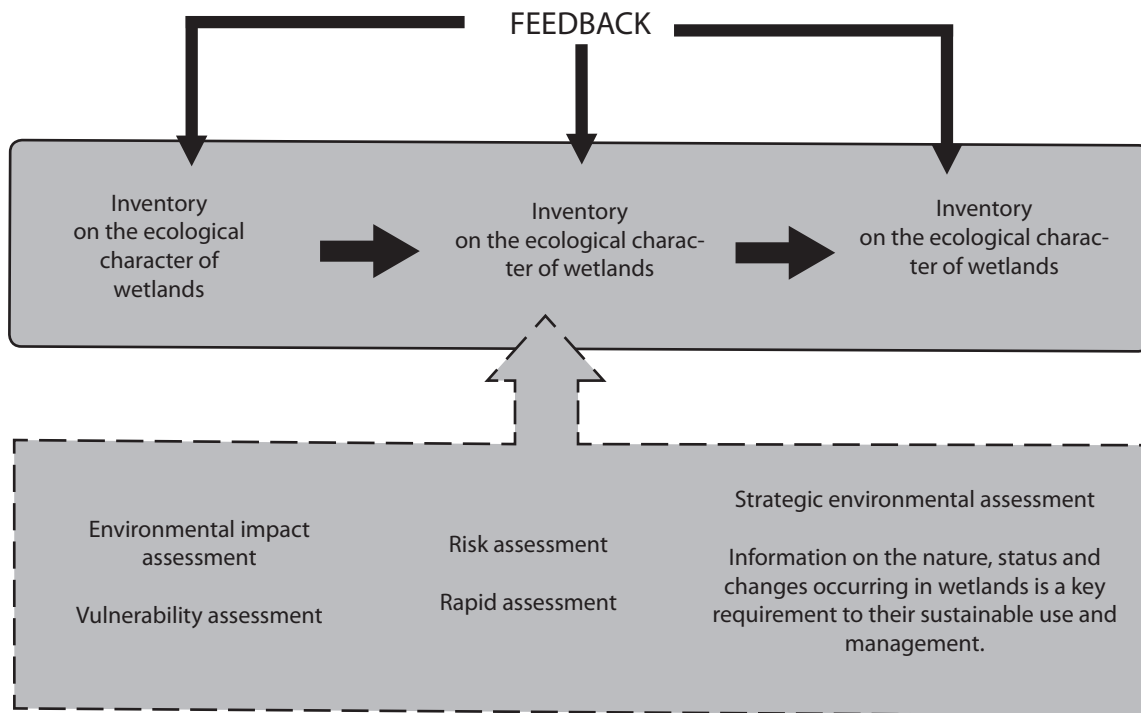 FEEDBACK
Inventory
on the ecological
character of
wetlands
Inventory
on the ecological charac-
ter of wetlands
Inventory
on the ecological charac-
ter of wetlands
Environmental impact
assessment
Vulnerability assessment
Risk assessment
Rapid assessment
Strategic environmental assessment
Information on the nature, status and
changes occurring in wetlands is a key
requirement to their sustainable use and
management.